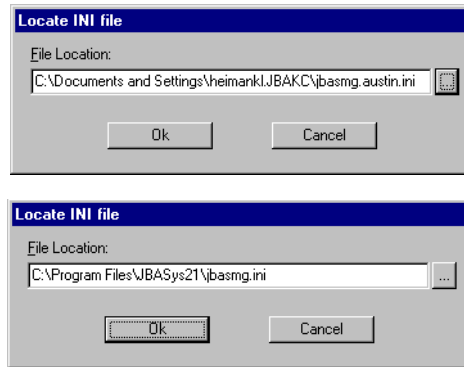 Locate INI file
File Location:
C:\Documents and Settings\heimankl.JBAKC\jbasmg.austin.ini ...
Ok Cancel
Locate INI file
File Location:
C:\Program Files\JBASys21\jbasmg.ini ...
Ok Cancel